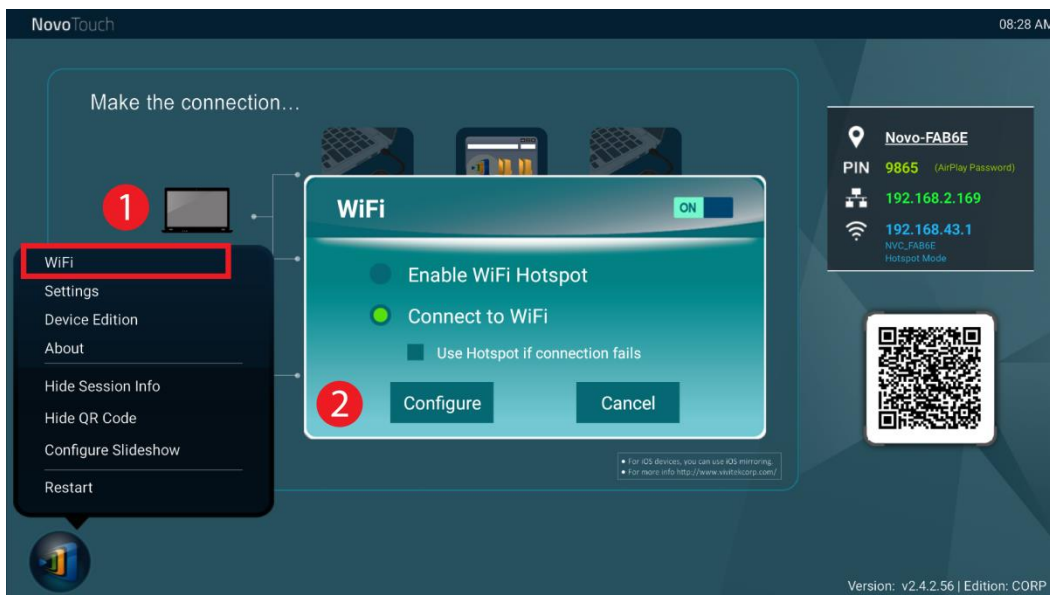 NovoTouch
08:28 AM
Make the connection...
1
WiFi
Settings
Device Edition
About
Hide Session Info
Hide QR Code
Configure Slideshow
Restart
WiFi
ON
Enable WiFi Hotspot
Connect to WiFi
Use Hotspot if connection fails
2
Configure
Cancel
• For iOS devices, you can use iOS mirroring.
• For more info http://www.vivitekcorp.com/
Novo-FAB6E
PIN 9865 (AirPlay Password)
192.168.2.169
192.168.43.1
NVC_FAB6E
Hotspot Mode
Version: v2.4.2.56 | Edition: CORP